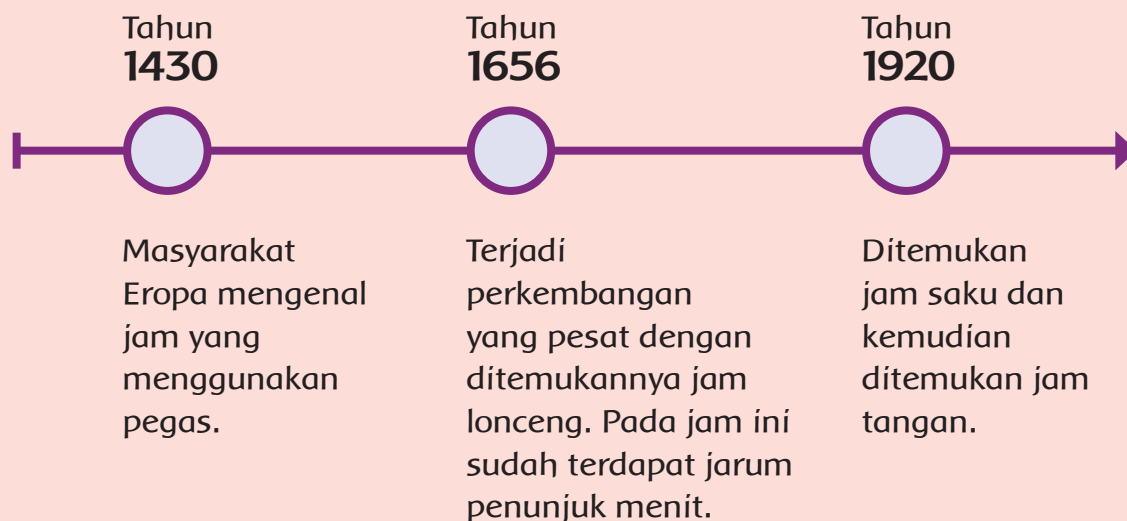 Tahun
1430
Masyarakat
Eropa mengenal
jam yang
menggunakan
pegas.
Tahun
1656
Terjadi
perkembangan
yang pesat dengan
ditemukannya jam
lonceng. Pada jam ini
sudah terdapat jarum
penunjuk menit.
Tahun
1920
Ditemukan
jam saku dan
kemudian
ditemukan jam
tangan.